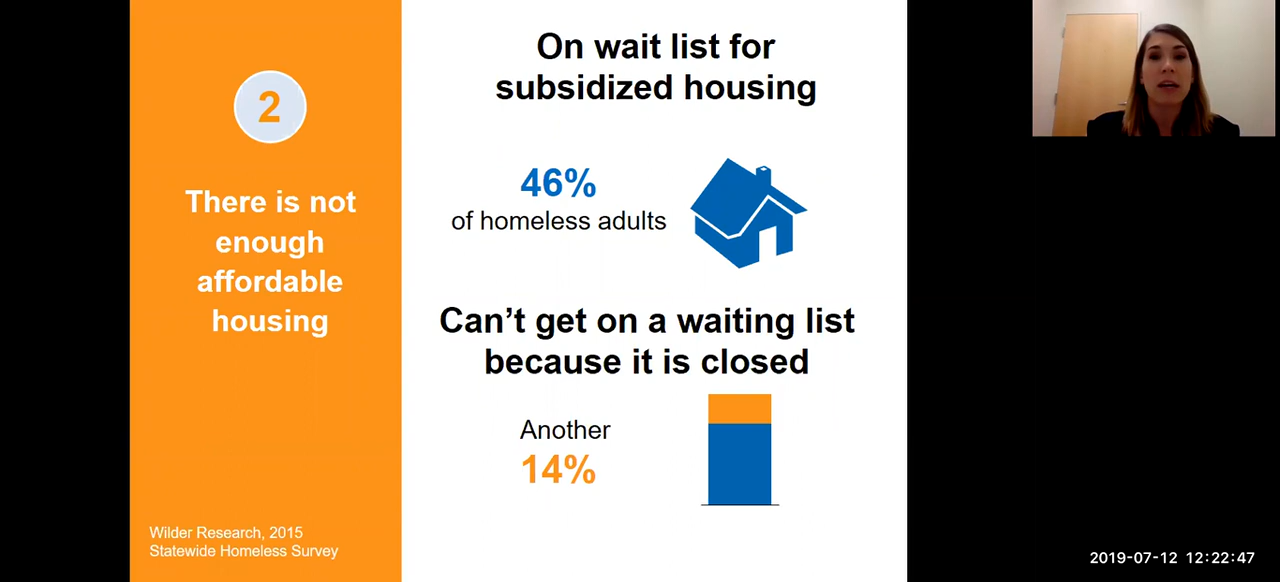 2
There is not
enough
affordable
housing
Wilder Research, 2015
Statewide Homeless Survey
On wait list for
subsidized housing
46%
of homeless adults
Can’t get on a waiting list
because it is closed
Another
14%
2019-07-12 12:22:47